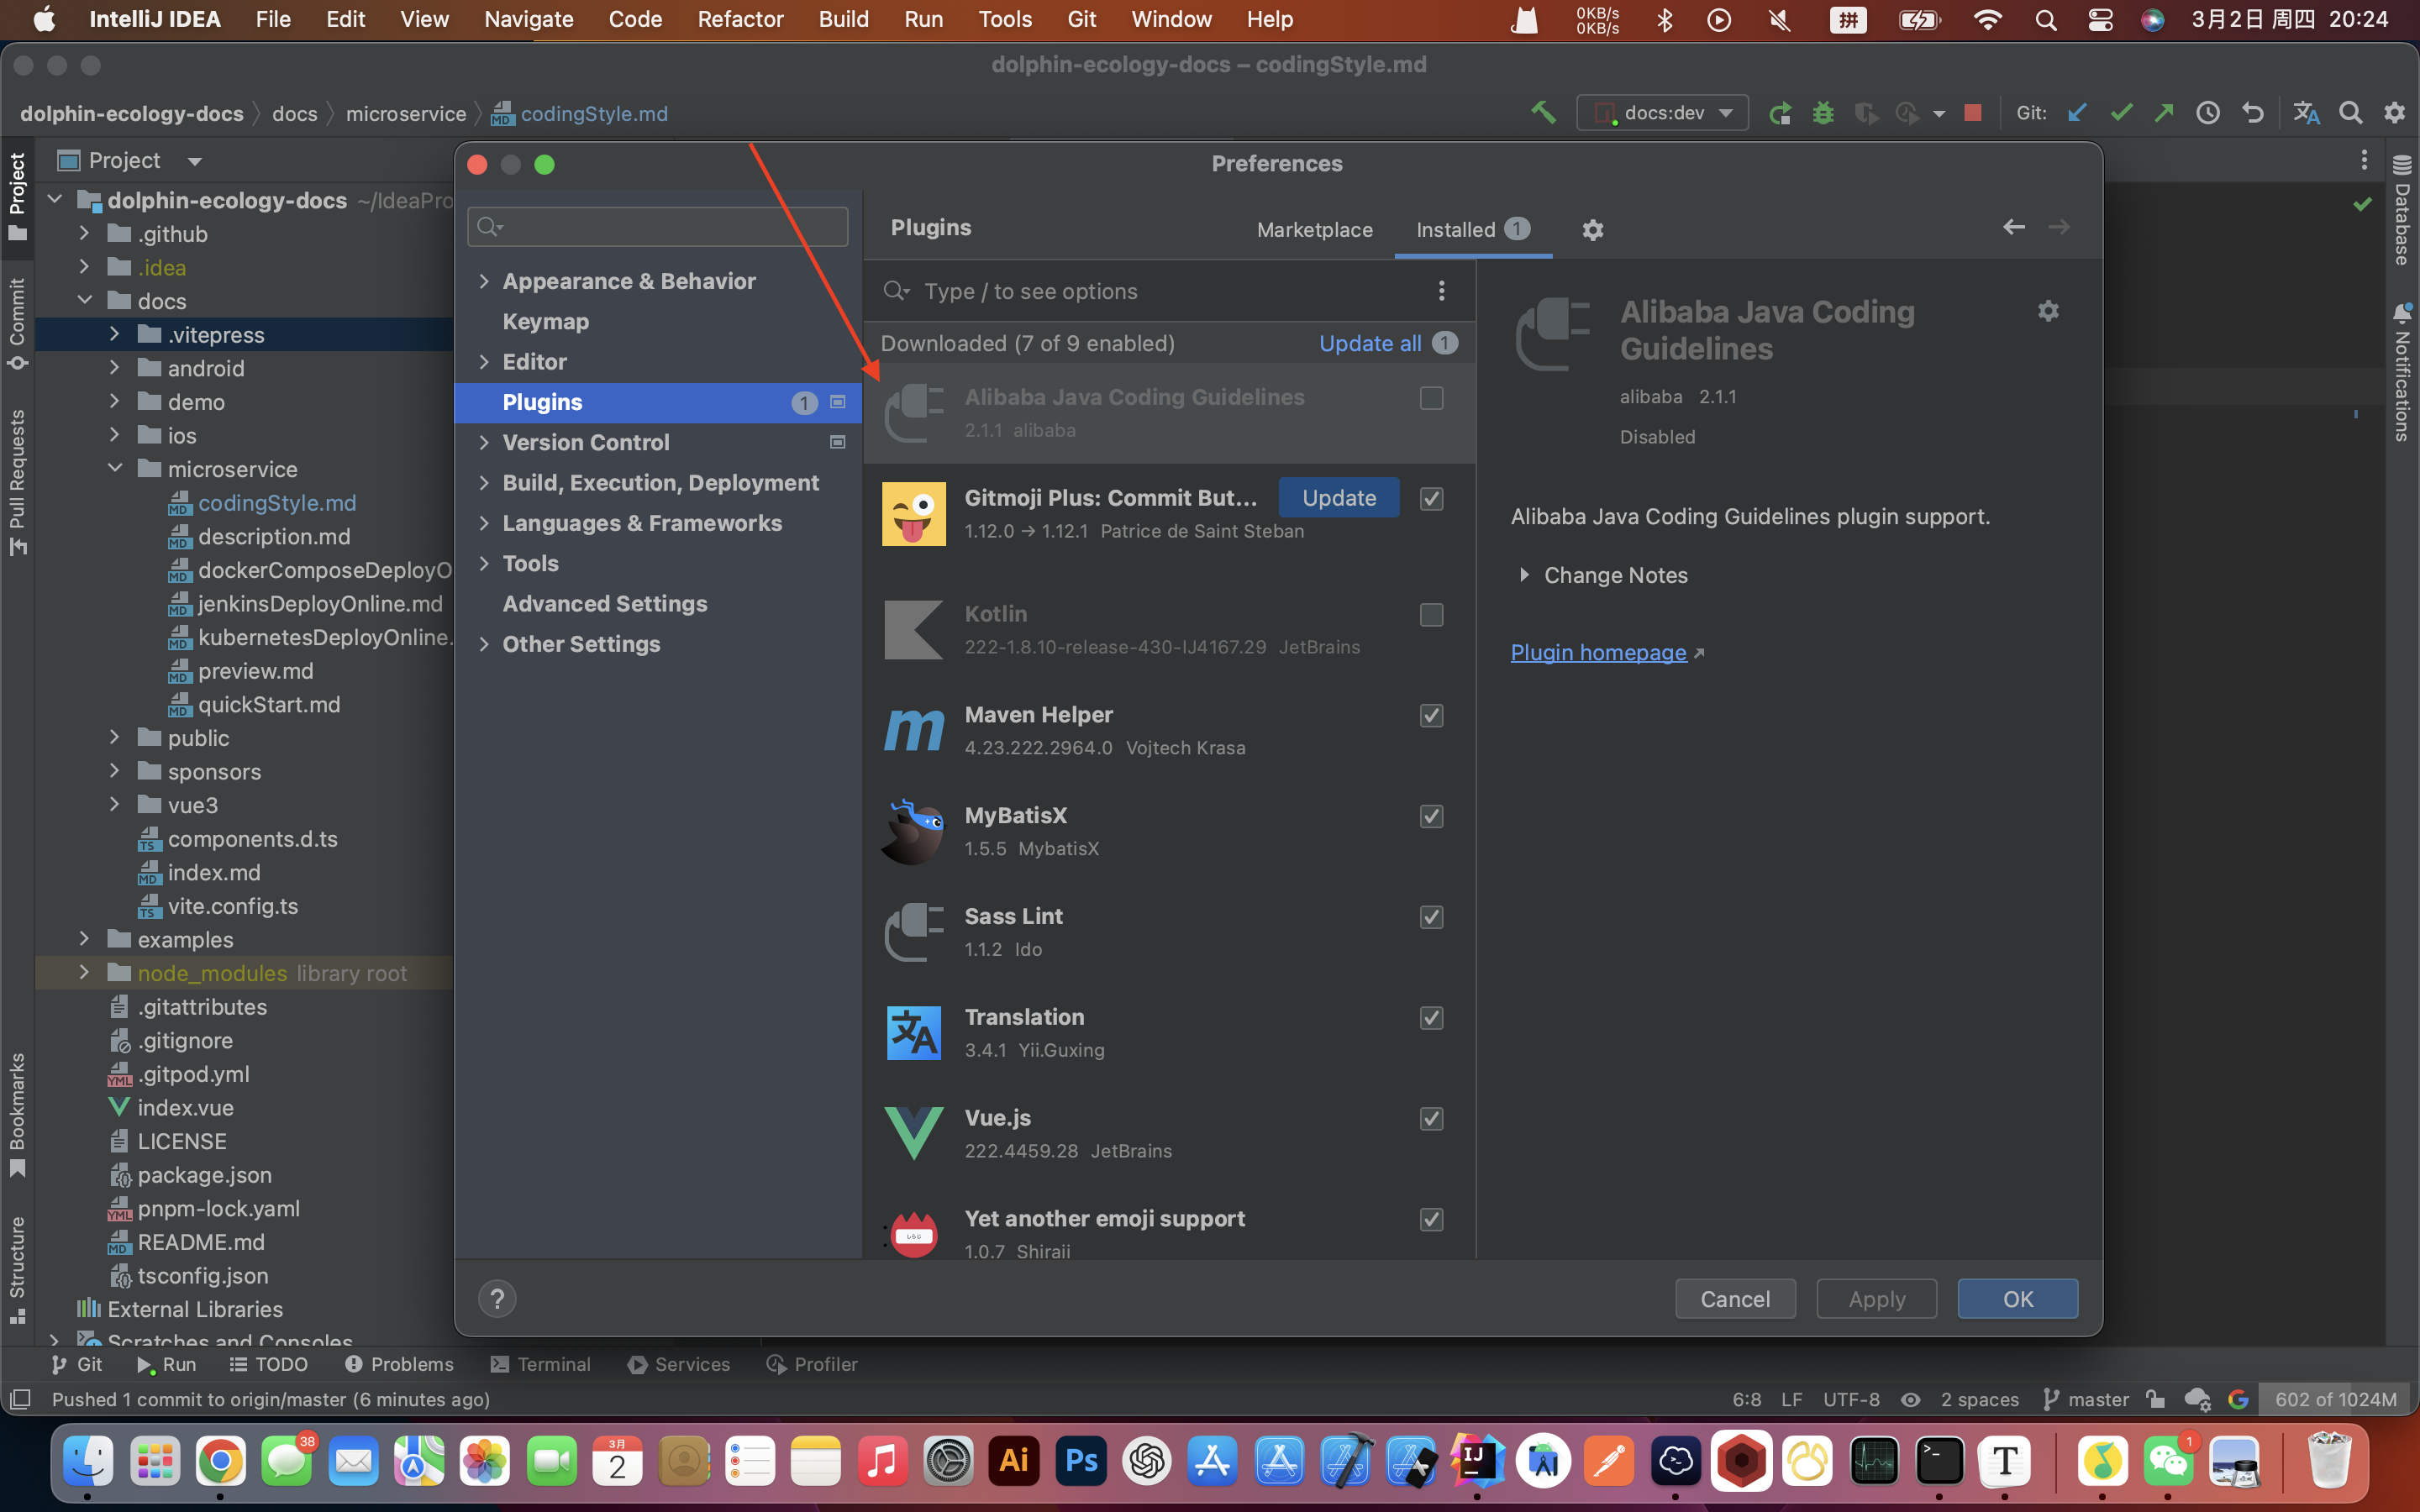 IntelliJ IDEA File Edit View Navigate Code Refactor Build Run Tools Git Window Help 0KB/s 0KB/s 拼 3月2日 周四 20:24
dolphin-ecology-docs – codingStyle.md
dolphin-ecology-docs docs microservice codingStyle.md docs:dev Git:
Project
dolphin-ecology-docs ~/IdeaPro
.github
.idea
docs
.vitepress
android
demo
ios
microservice
codingStyle.md
description.md
dockerComposeDeployO
jenkinsDeployOnline.md
kubernetesDeployOnline.
preview.md
quickStart.md
public
sponsors
vue3
components.d.ts
index.md
vite.config.ts
examples
node_modules library root
.gitattributes
.gitignore
.gitpod.yml
index.vue
LICENSE
package.json
pnpm-lock.yaml
README.md
tsconfig.json
External Libraries
Scratches and Consoles
Project
Commit
Pull Requests
Bookmarks
Structure
Preferences
Appearance & Behavior
Keymap
Editor
Plugins 1
Version Control
Build, Execution, Deployment
Languages & Frameworks
Tools
Advanced Settings
Other Settings
Plugins Marketplace Installed 1
Type / to see options
Downloaded (7 of 9 enabled) Update all 1
Alibaba Java Coding Guidelines
2.1.1 alibaba
Gitmoji Plus: Commit But... Update
1.12.0 → 1.12.1 Patrice de Saint Steban
Kotlin
222-1.8.10-release-430-IJ4167.29 JetBrains
Maven Helper
4.23.222.2964.0 Vojtech Krasa
MyBatisX
1.5.5 MybatisX
Sass Lint
1.1.2 Ido
Translation
3.4.1 Yii.Guxing
Vue.js
222.4459.28 JetBrains
Yet another emoji support
1.0.7 Shiraji
Alibaba Java Coding
Guidelines
alibaba 2.1.1
Disabled
Alibaba Java Coding Guidelines plugin support.
Change Notes
Plugin homepage
? Cancel Apply OK
Database
Notifications
Git Run TODO Problems Terminal Services Profiler
Pushed 1 commit to origin/master (6 minutes ago) 6:8 LF UTF-8 2 spaces master 602 of 1024M
38 3月 2 Ai Ps IJ T 1